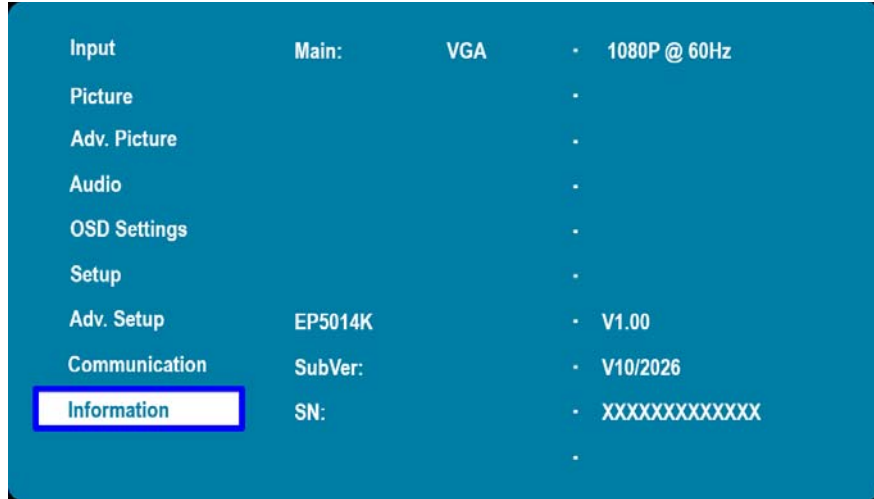 Input Main: VGA · 1080P @ 60Hz
Picture ·
Adv. Picture ·
Audio ·
OSD Settings ·
Setup ·
Adv. Setup EP5014K · V1.00
Communication SubVer: · V10/2026
Information SN: · XXXXXXXXXXXXX
·